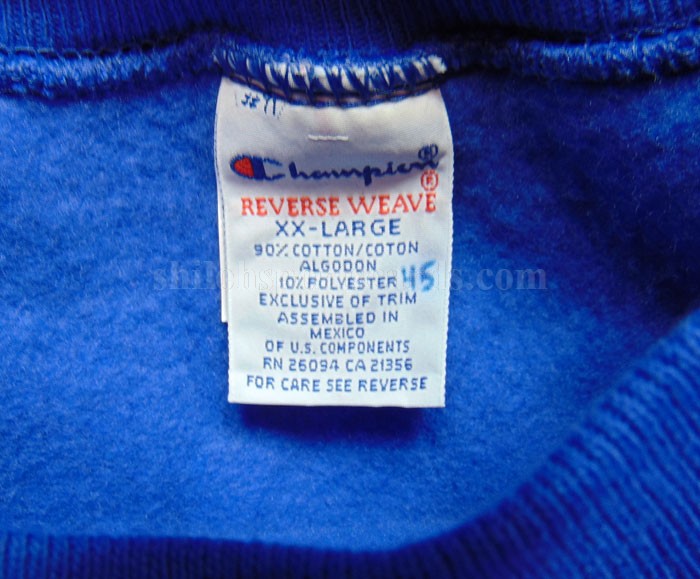 Champion®
®
REVERSE WEAVE
XX-LARGE
90% COTTON/COTON
ALGODON
10% POLYESTER 45
EXCLUSIVE OF TRIM
ASSEMBLED IN
MEXICO
OF U.S. COMPONENTS
RN 26094 CA 21356
FOR CARE SEE REVERSE